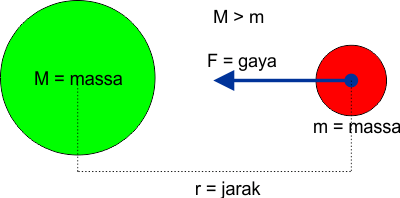 M > m
F = gaya
M = massa
m = massa
r = jarak